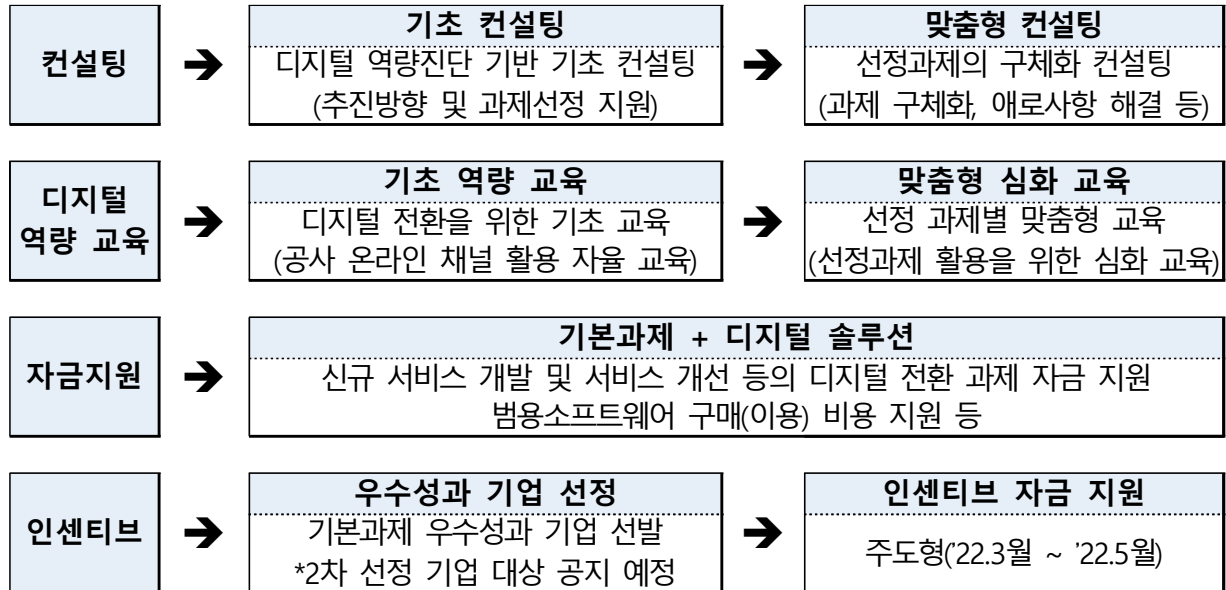 컨설팅
➔
기초 컨설팅
디지털 역량진단 기반 기초 컨설팅
(추진방향 및 과제선정 지원)
➔
맞춤형 컨설팅
선정과제의 구체화 컨설팅
(과제 구체화, 애로사항 해결 등)
디지털
역량 교육
➔
기초 역량 교육
디지털 전환을 위한 기초 교육
(공사 온라인 채널 활용 자율 교육)
➔
맞춤형 심화 교육
선정 과제별 맞춤형 교육
(선정과제 활용을 위한 심화 교육)
자금지원
➔
기본과제 + 디지털 솔루션
신규 서비스 개발 및 서비스 개선 등의 디지털 전환 과제 자금 지원
범용소프트웨어 구매(이용) 비용 지원 등
인센티브
➔
우수성과 기업 선정
기본과제 우수성과 기업 선발
*2차 선정 기업 대상 공지 예정
➔
인센티브 자금 지원
주도형('22.3월 ~ '22.5월)